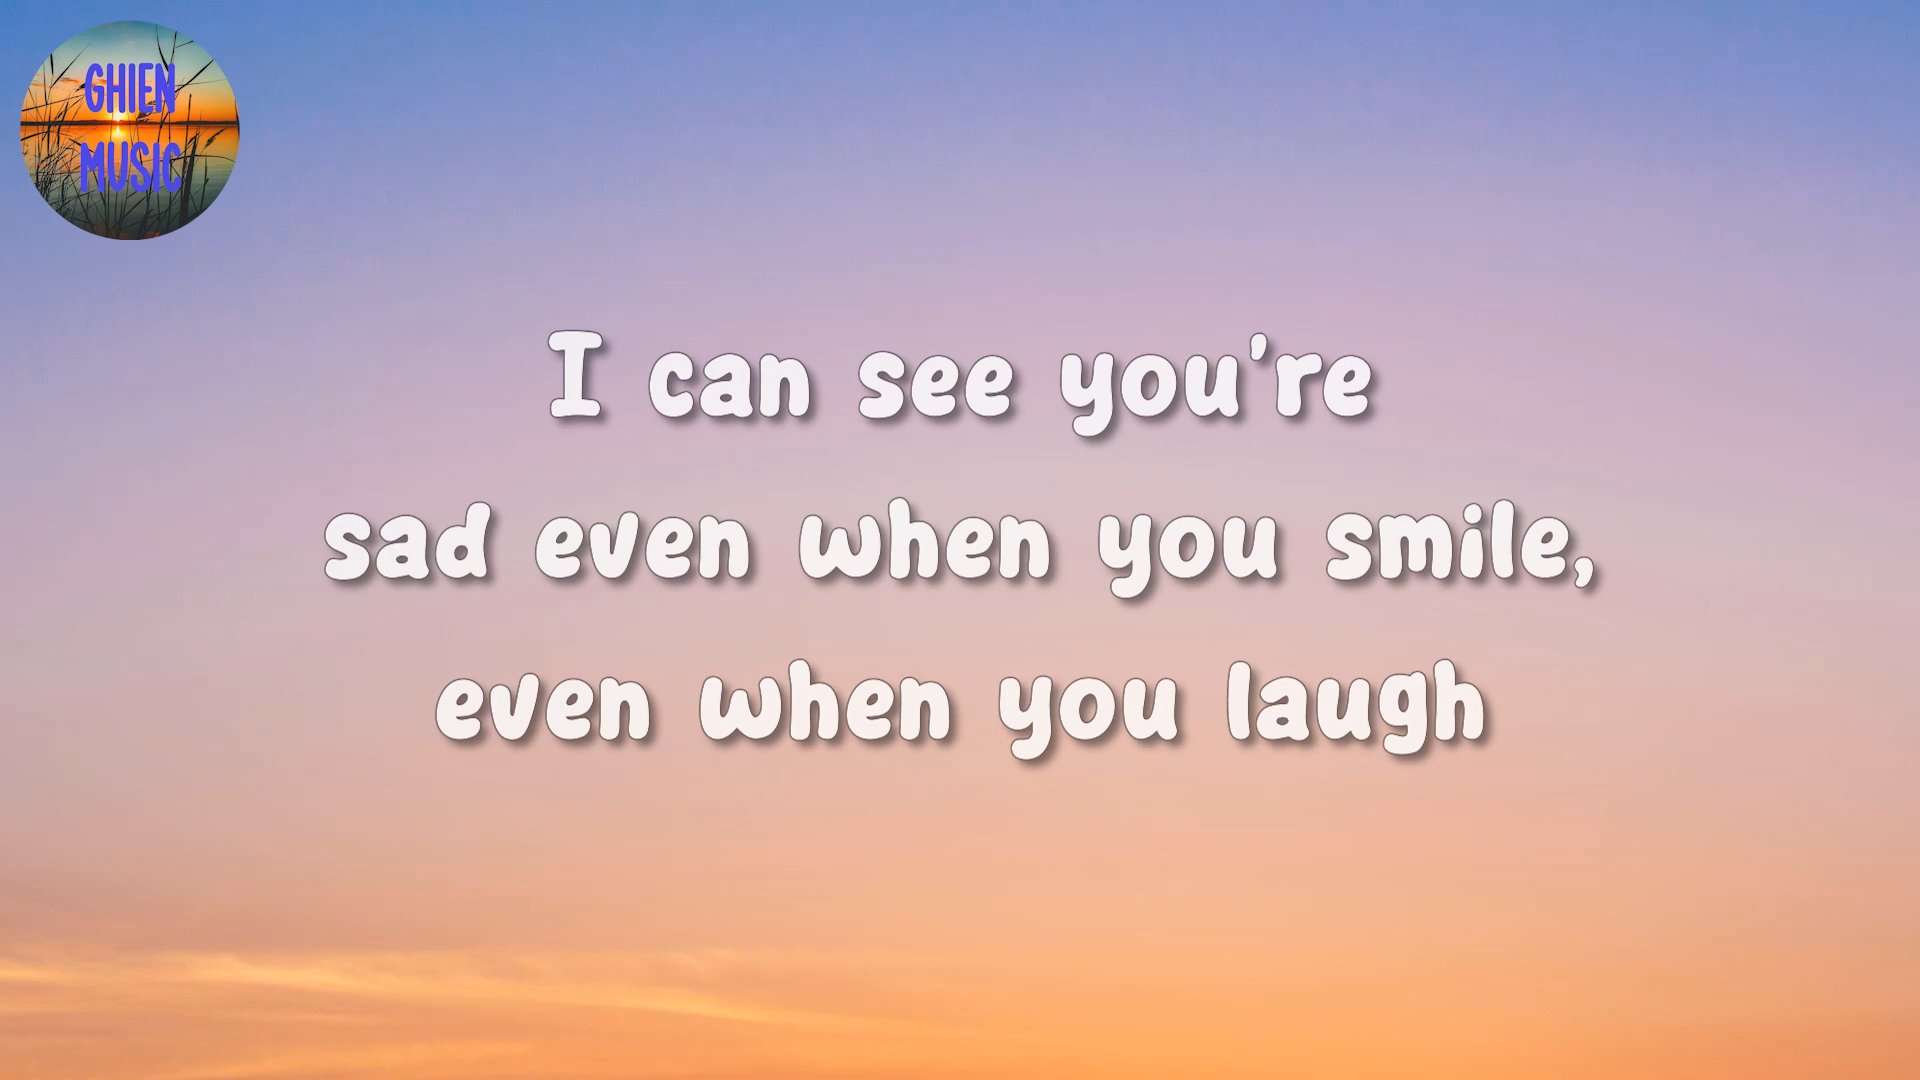 GHIEN
MUSIC
I can see you're
sad even when you smile,
even when you laugh